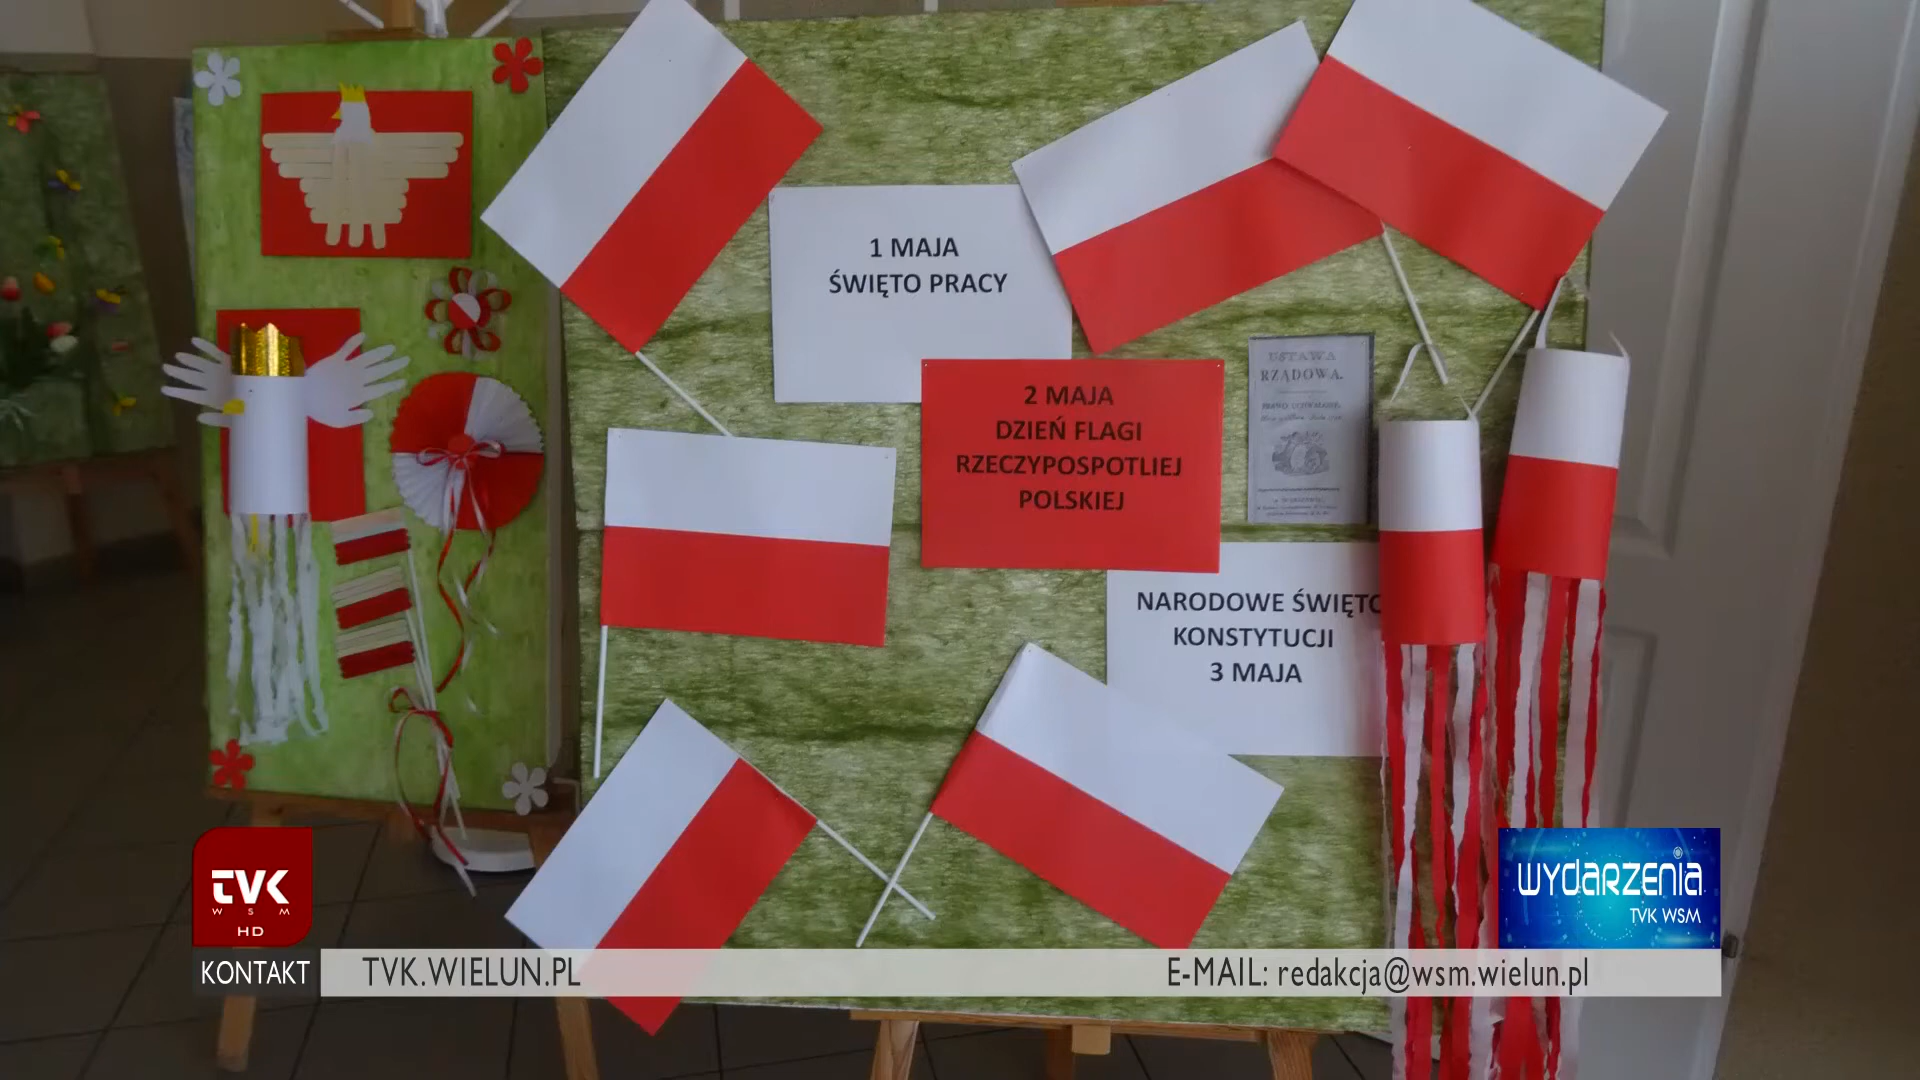 1 MAJA
ŚWIĘTO PRACY
2 MAJA
DZIEŃ FLAGI
RZECZYPOSPOTLIEJ
POLSKIEJ
USTAWA
RZĄDOWA.
NARODOWE ŚWIĘTO
KONSTYTUCJI
3 MAJA
TVK
WSM
HD
WYDARZENIA
TVK WSM
KONTAKT
TVK.WIELUN.PL
E-MAIL: redakcja@wsm.wielun.pl